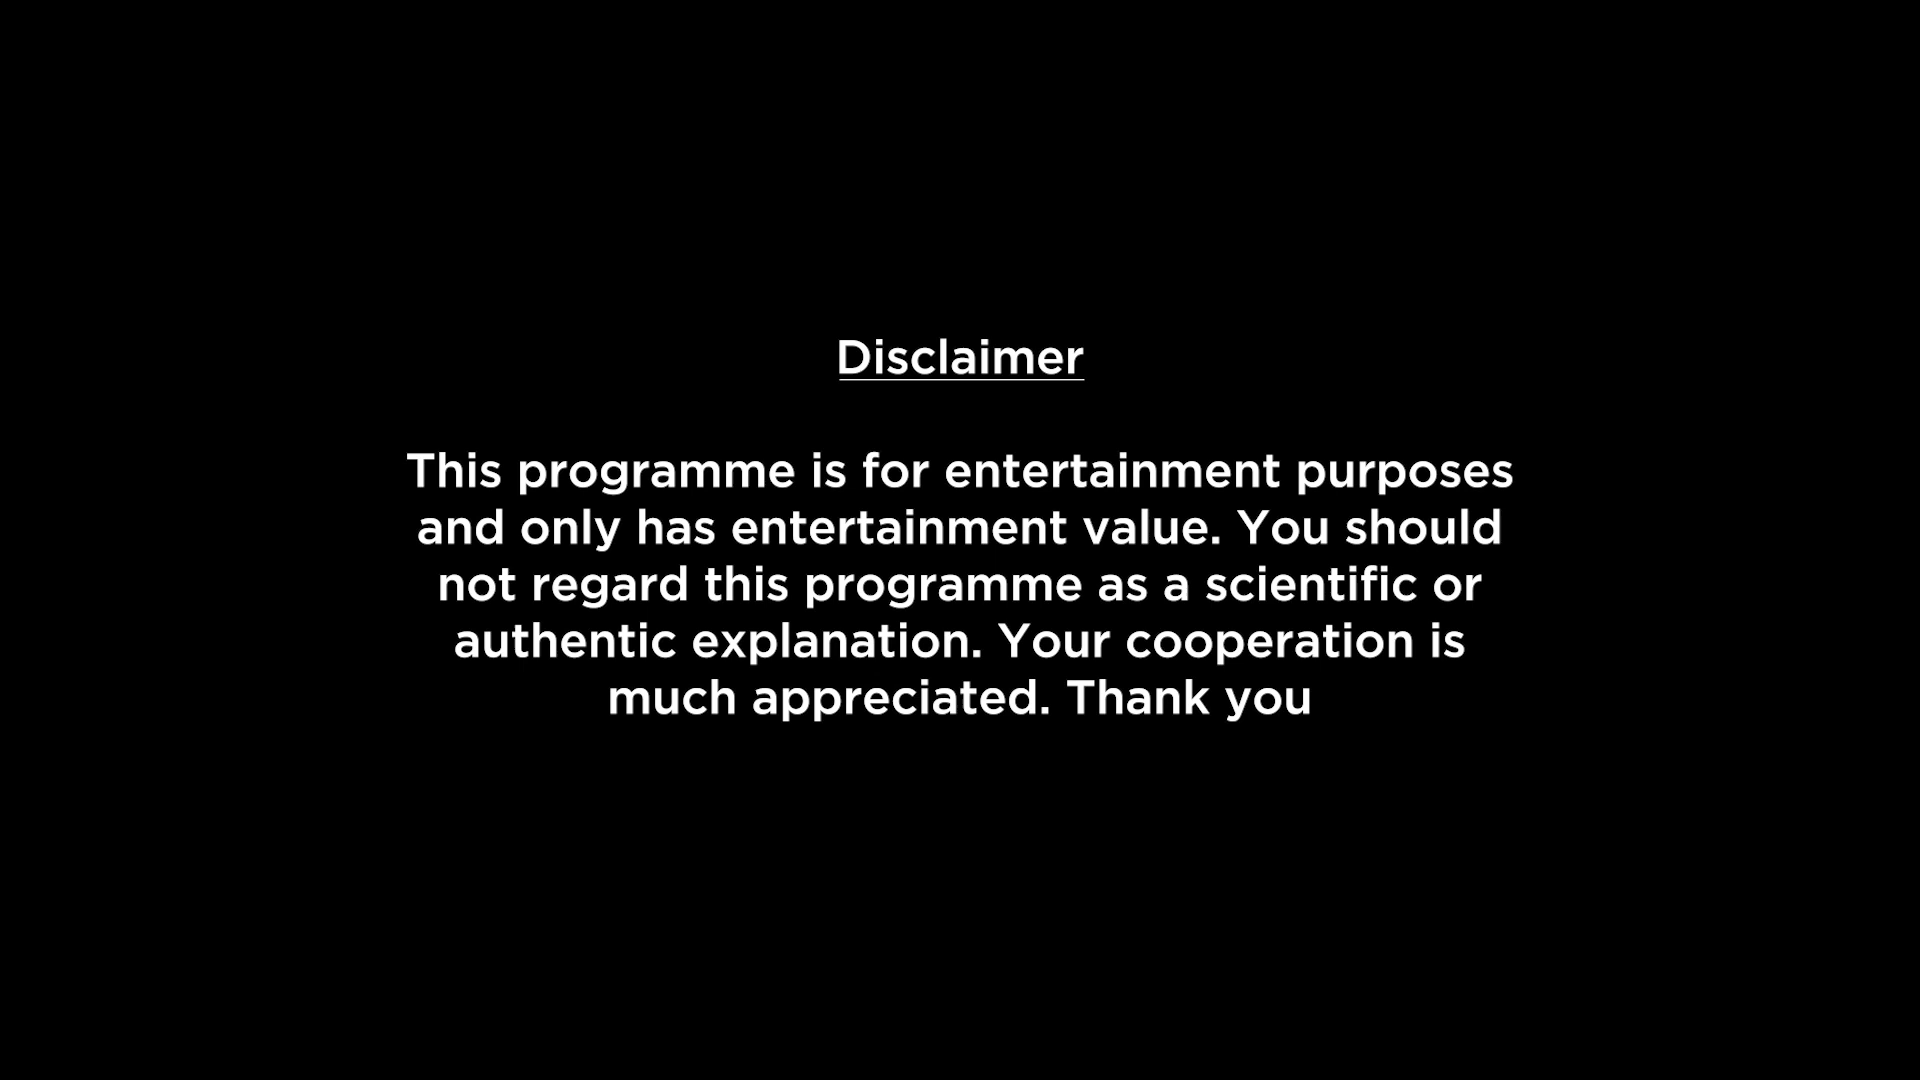 Disclaimer
This programme is for entertainment purposes
and only has entertainment value. You should
not regard this programme as a scientific or
authentic explanation. Your cooperation is
much appreciated. Thank you